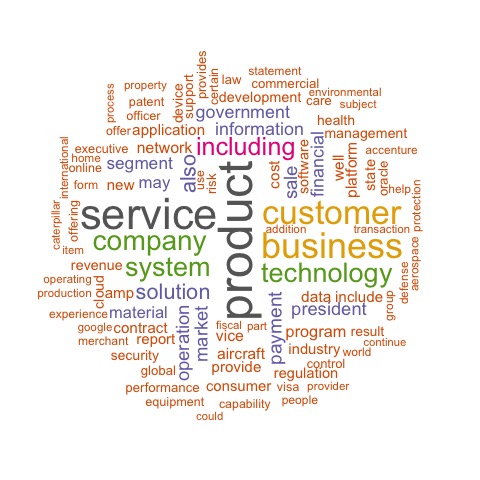 statement
law
commercial
provides
certain
support
device
property
process
patent
officer
development
care
environmental
subject
government
health
offer
application
information
management
executive
network
including
financial
software
cost
sale
well
platform
state
accenture
oracle
help
protection
international
home
online
segment
also
use
risk
form
new
may
product
service
customer
caterpillar
offering
item
addition
transaction
company
business
revenue
system
technology
aerospace
defense
group
operating
production
cloud
amp
solution
data
include
experience
material
president
google
contract
operation
market
fiscal
part
payment
program
result
continue
merchant
report
vice
industry
world
security
aircraft
control
global
provide
regulation
performance
consumer
visa
provider
equipment
capability
people
could